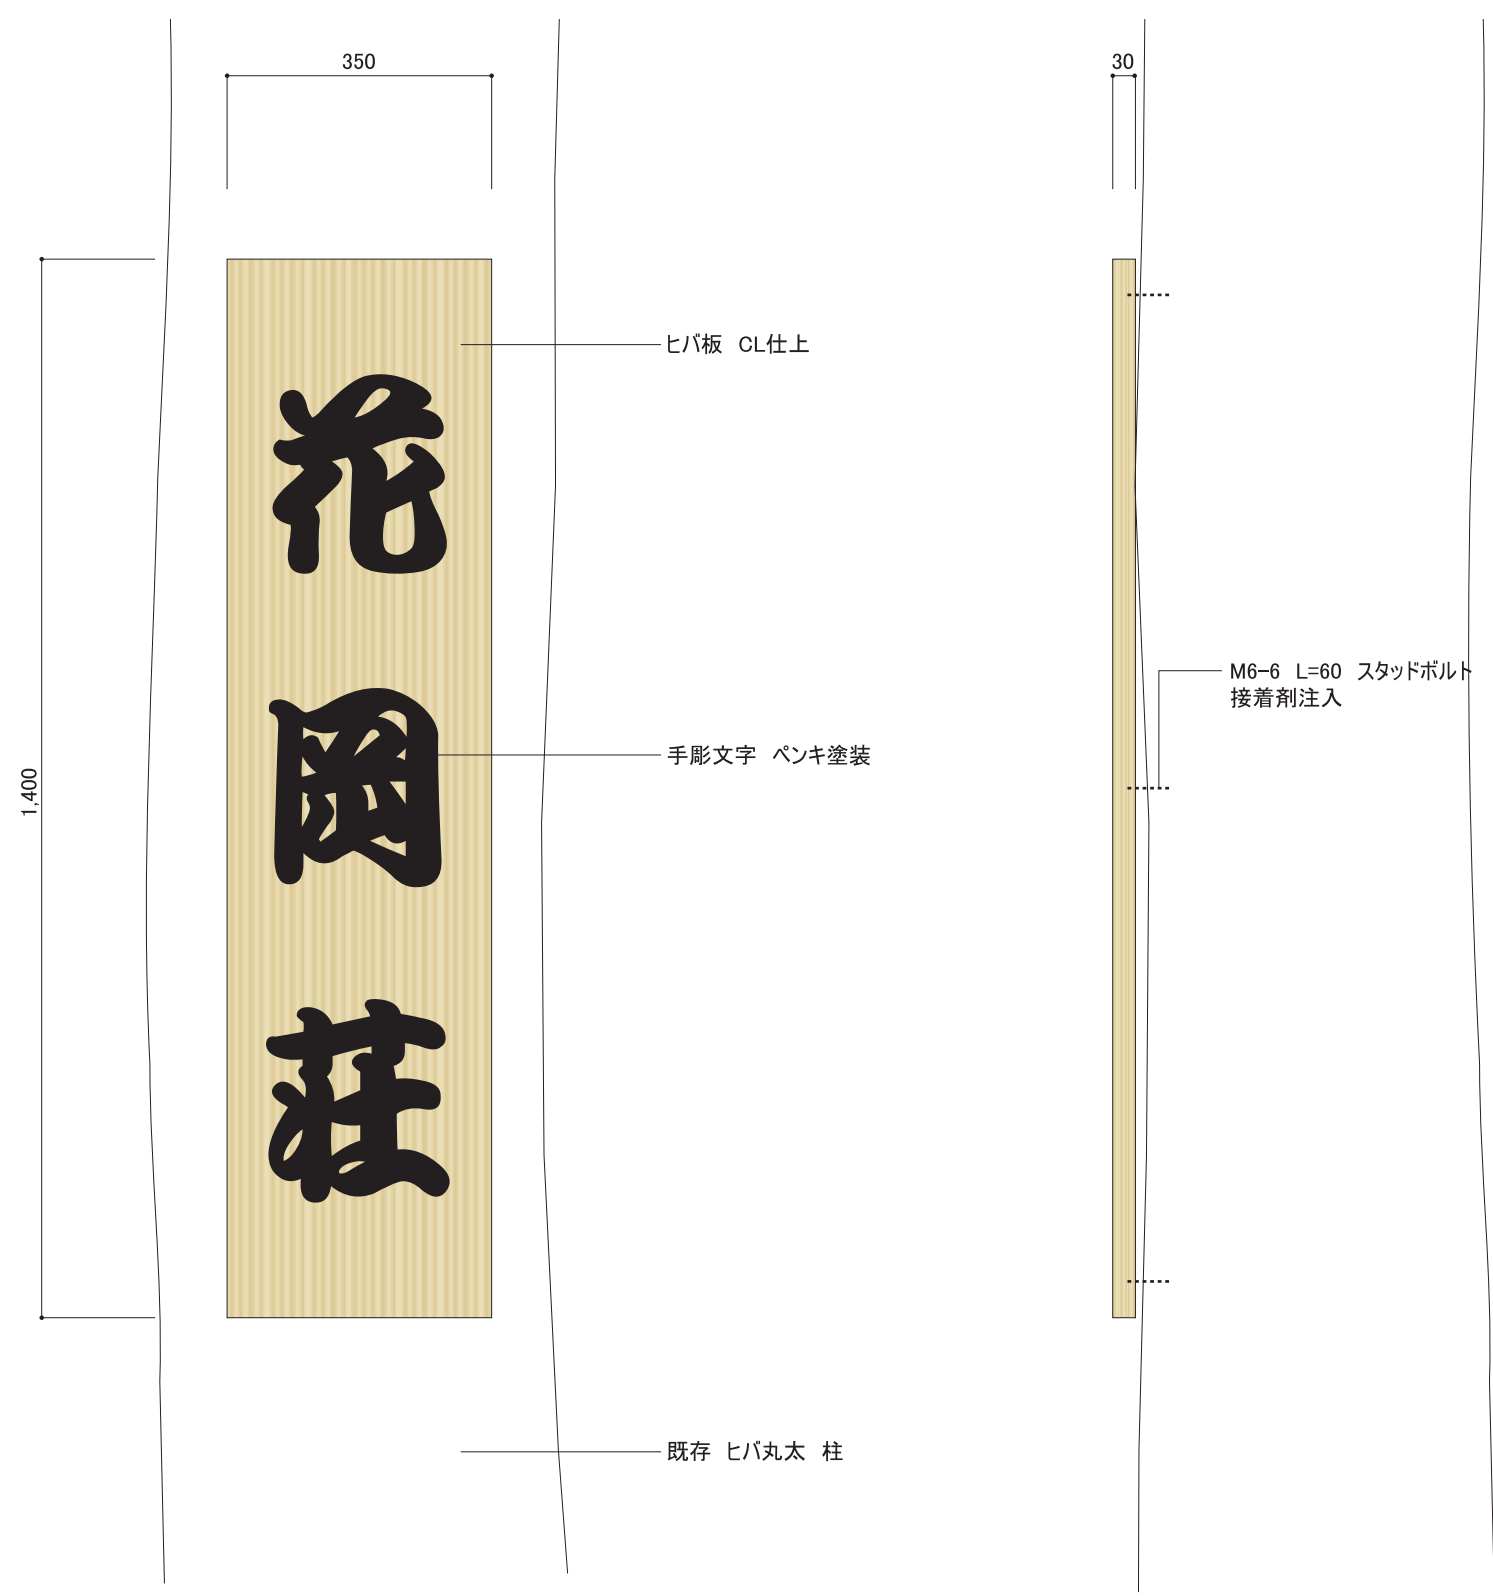 350
30
1,400
ヒバ板 CL仕上
花岡荘
手彫文字 ペンキ塗装
M6-6 L=60 スタッドボルト
接着剤注入
既存 ヒバ丸太 柱